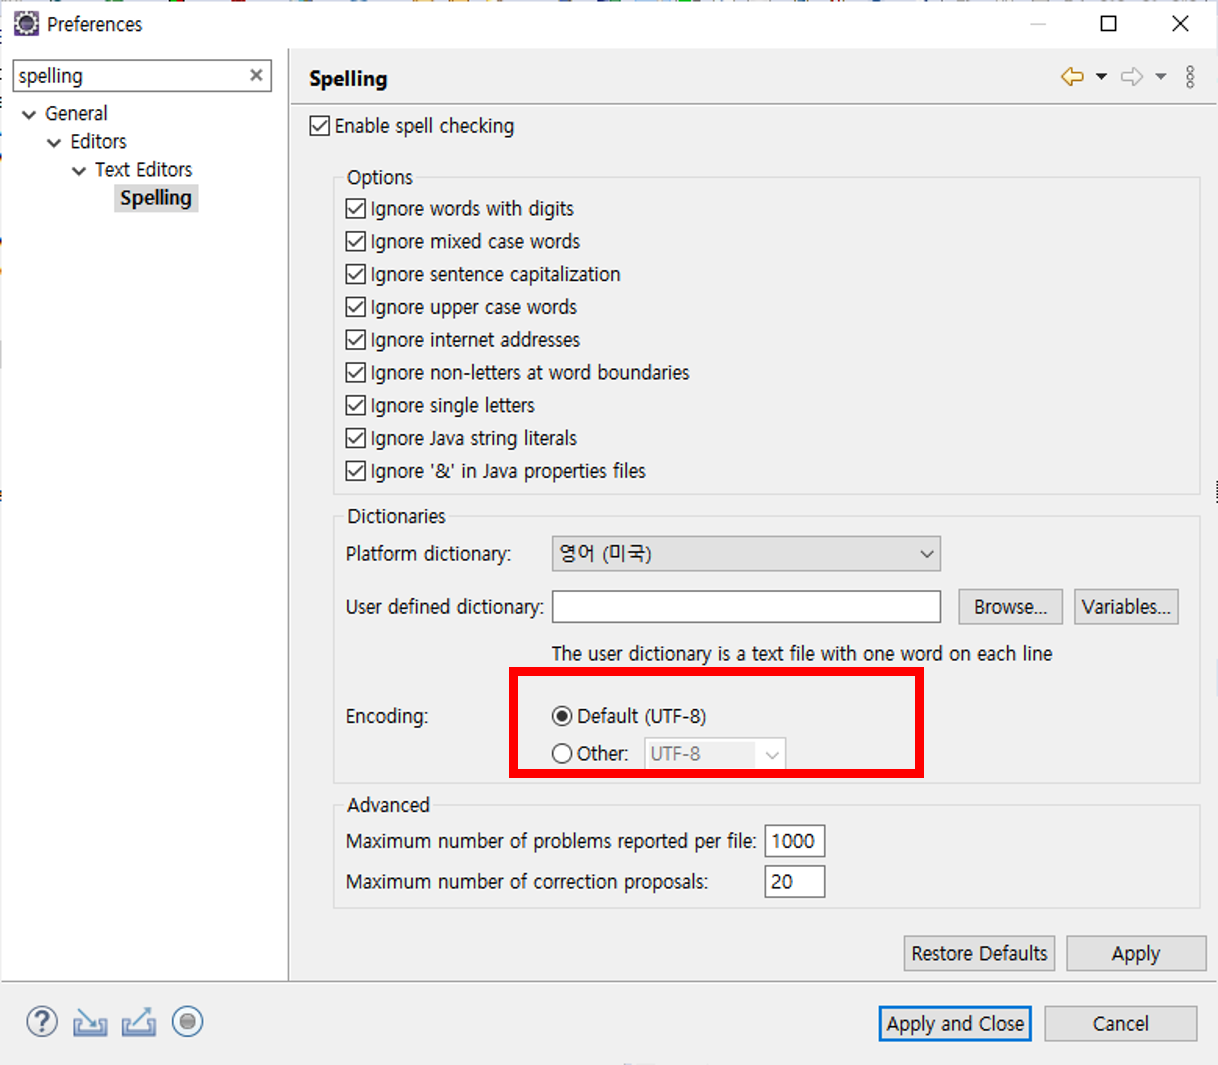 Preferences
spelling
General
Editors
Text Editors
Spelling
Spelling
Enable spell checking
Options
Ignore words with digits
Ignore mixed case words
Ignore sentence capitalization
Ignore upper case words
Ignore internet addresses
Ignore non-letters at word boundaries
Ignore single letters
Ignore Java string literals
Ignore '&' in Java properties files
Dictionaries
Platform dictionary: 영어 (미국)
User defined dictionary: Browse... Variables...
The user dictionary is a text file with one word on each line
Encoding: Default (UTF-8)
Other: UTF-8
Advanced
Maximum number of problems reported per file: 1000
Maximum number of correction proposals: 20
Restore Defaults Apply
Apply and Close Cancel